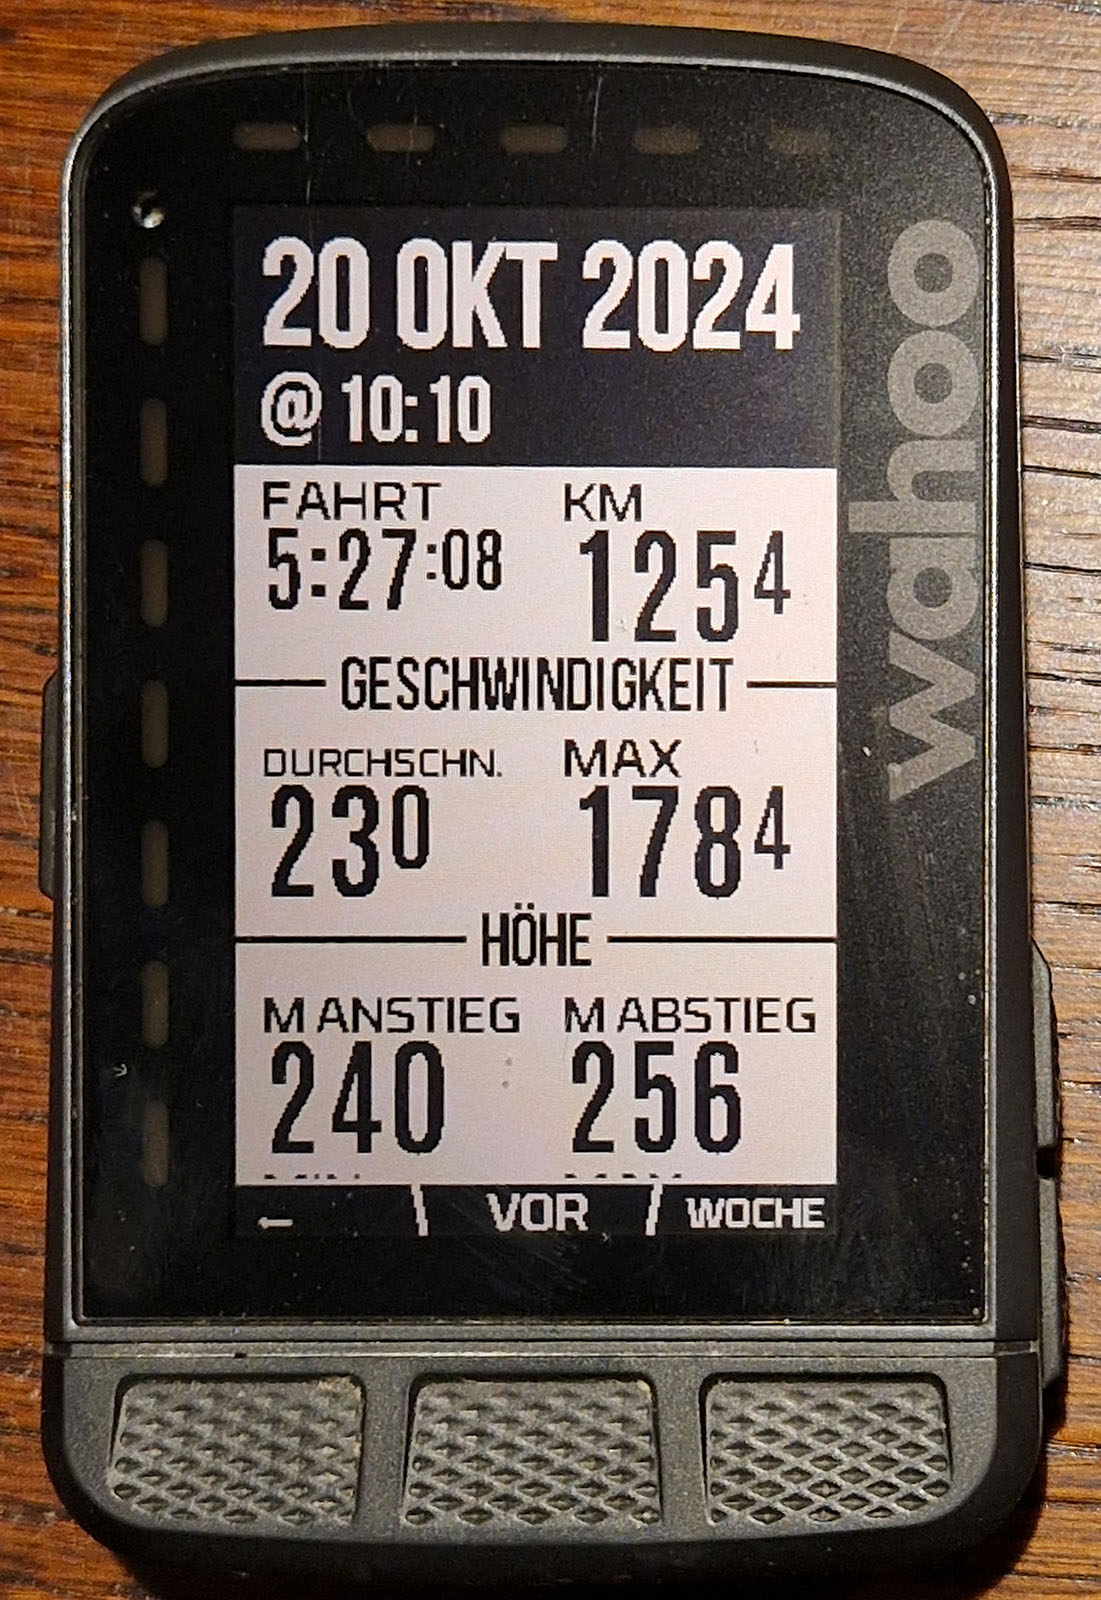 20 OKT 2024
@ 10:10
FAHRT KM
5:27:08 1254
GESCHWINDIGKEIT
DURCHSCHN. MAX
230 1784
HÖHE
M ANSTIEG M ABSTIEG
240 256
← VOR WOCHE
wahoo